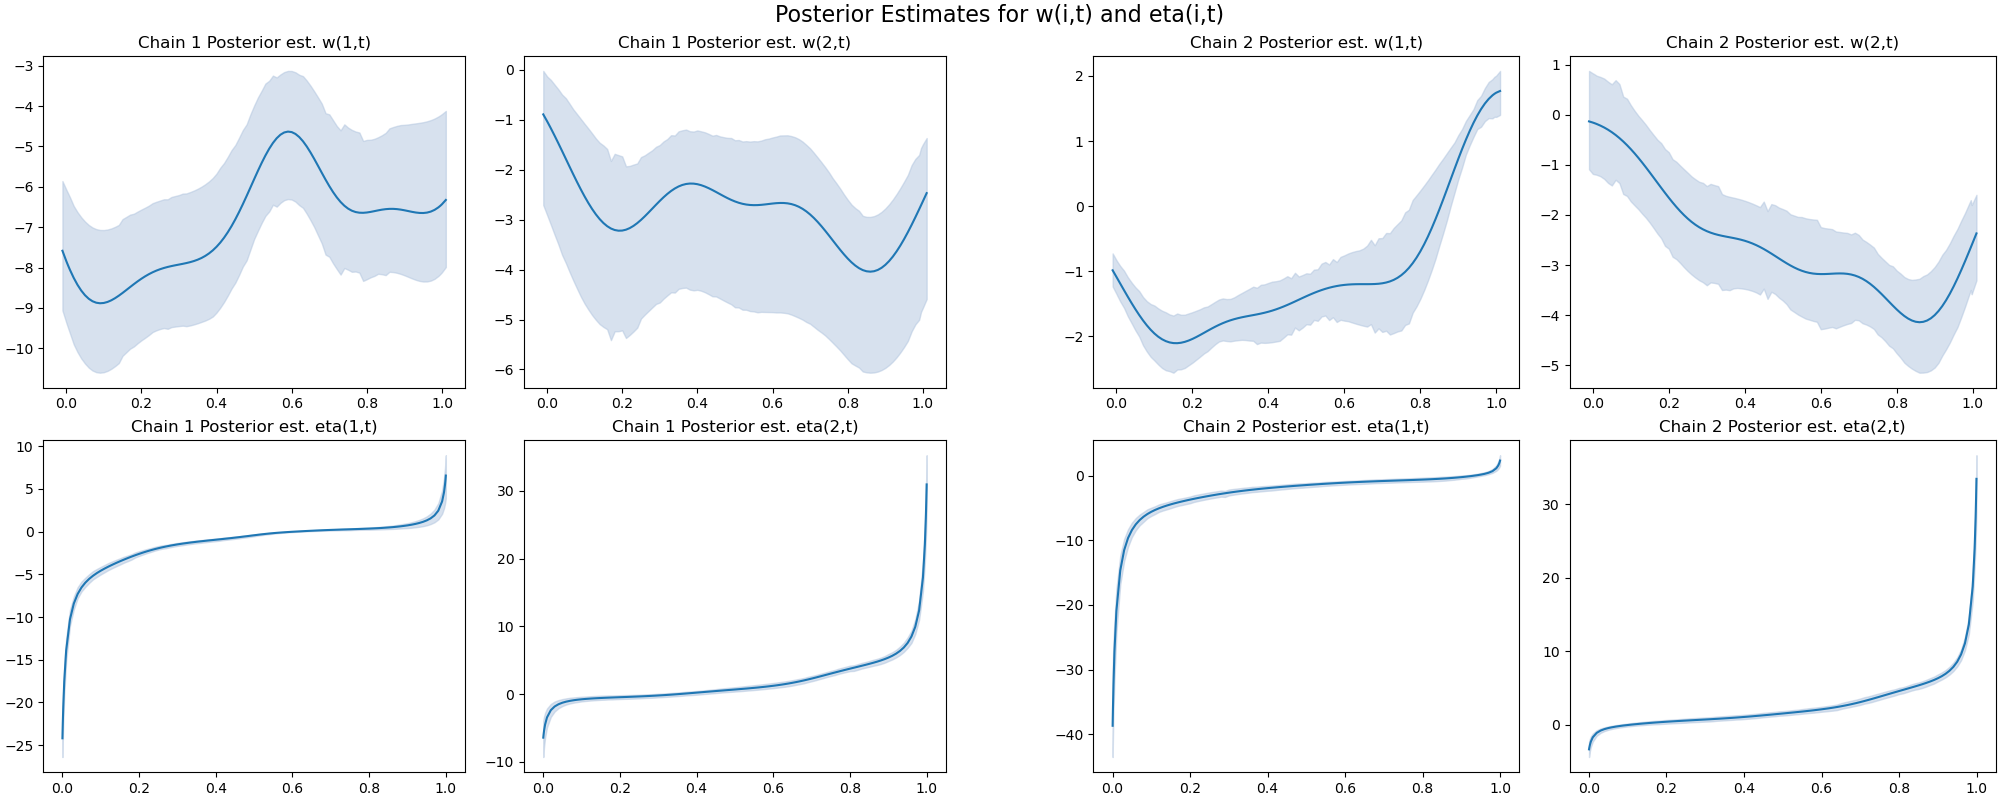 Posterior Estimates for w(i,t) and eta(i,t)
Chain 1 Posterior est. w(1,t)
−3
−4
−5
−6
−7
−8
−9
−10
0.0 0.2 0.4 0.6 0.8 1.0
Chain 1 Posterior est. w(2,t)
0
−1
−2
−3
−4
−5
−6
0.0 0.2 0.4 0.6 0.8 1.0
Chain 2 Posterior est. w(1,t)
2
1
0
−1
−2
0.0 0.2 0.4 0.6 0.8 1.0
Chain 2 Posterior est. w(2,t)
1
0
−1
−2
−3
−4
−5
0.0 0.2 0.4 0.6 0.8 1.0
Chain 1 Posterior est. eta(1,t)
10
5
0
−5
−10
−15
−20
−25
0.0 0.2 0.4 0.6 0.8 1.0
Chain 1 Posterior est. eta(2,t)
30
20
10
0
−10
0.0 0.2 0.4 0.6 0.8 1.0
Chain 2 Posterior est. eta(1,t)
0
−10
−20
−30
−40
0.0 0.2 0.4 0.6 0.8 1.0
Chain 2 Posterior est. eta(2,t)
30
20
10
0
0.0 0.2 0.4 0.6 0.8 1.0